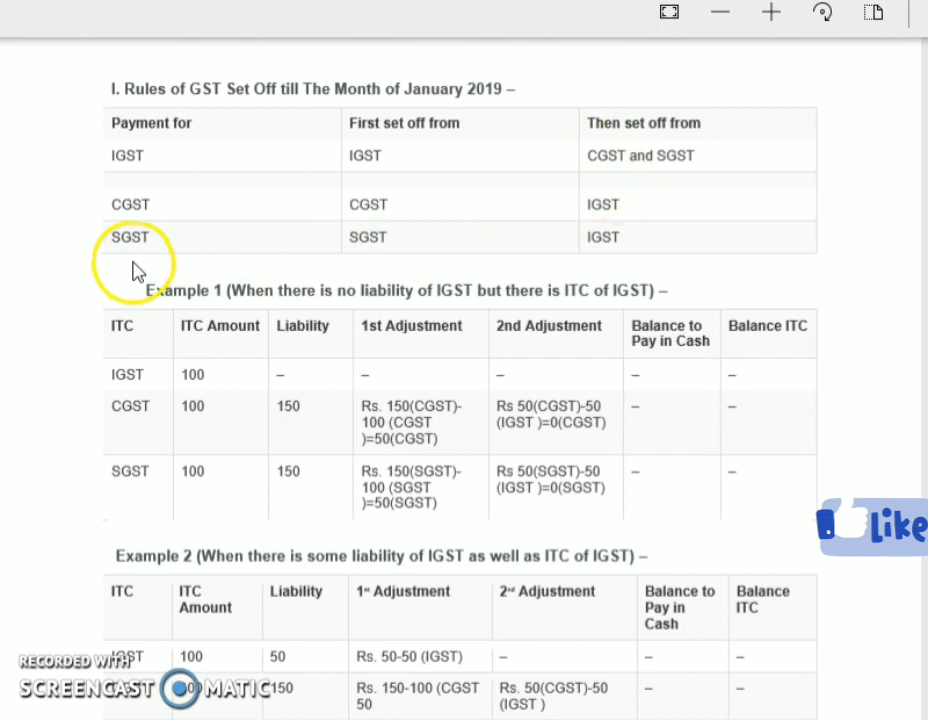 I. Rules of GST Set Off till The Month of January 2019 –
Payment for First set off from Then set off from
IGST IGST CGST and SGST
CGST CGST IGST
SGST SGST IGST
Example 1 (When there is no liability of IGST but there is ITC of IGST) –
ITC ITC Amount Liability 1st Adjustment 2nd Adjustment Balance to Pay in Cash Balance ITC
IGST 100 – – – – –
CGST 100 150 Rs. 150(CGST)- Rs 50(CGST)-50 – –
100 (CGST (IGST )=0(CGST)
)=50(CGST)
SGST 100 150 Rs. 150(SGST)- Rs 50(SGST)-50 – –
100 (SGST (IGST )=0(SGST)
)=50(SGST)
Like
Example 2 (When there is some liability of IGST as well as ITC of IGST) –
ITC ITC Amount Liability 1st Adjustment 2nd Adjustment Balance to Pay in Cash Balance ITC
IGST 100 50 Rs. 50-50 (IGST) – – –
150 Rs. 150-100 (CGST Rs. 50(CGST)-50 – –
50 (IGST )
RECORDED WITH
SCREENCAST MATIC